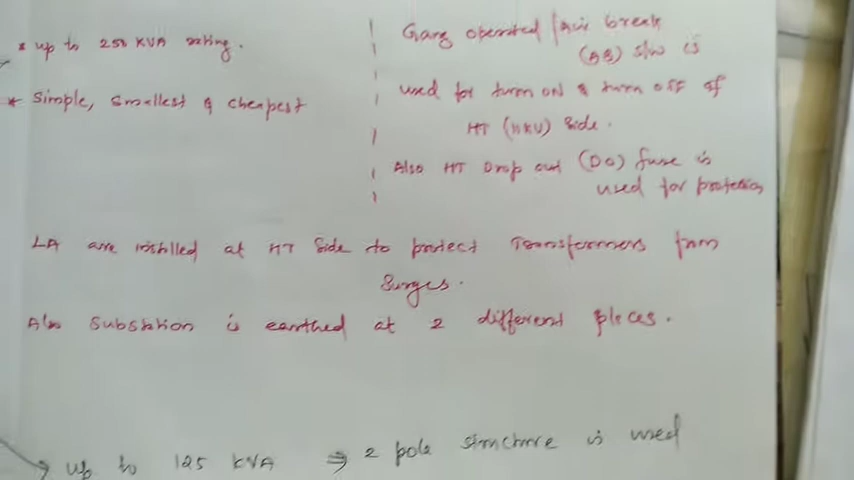 * up to 250 KVA rating.
* Simple, smallest & cheapest
Gang operated / air break
(AB) s/w is
used for turn on & turn off of
HT (11KV) side.
Also HT Drop out (DO) fuse is
used for protection
LA are instlled at HT side to protect Transformers from
Surges.
Also Substation is earthed at 2 different places.
up to 125 KVA ⇒ 2 pole structure is used